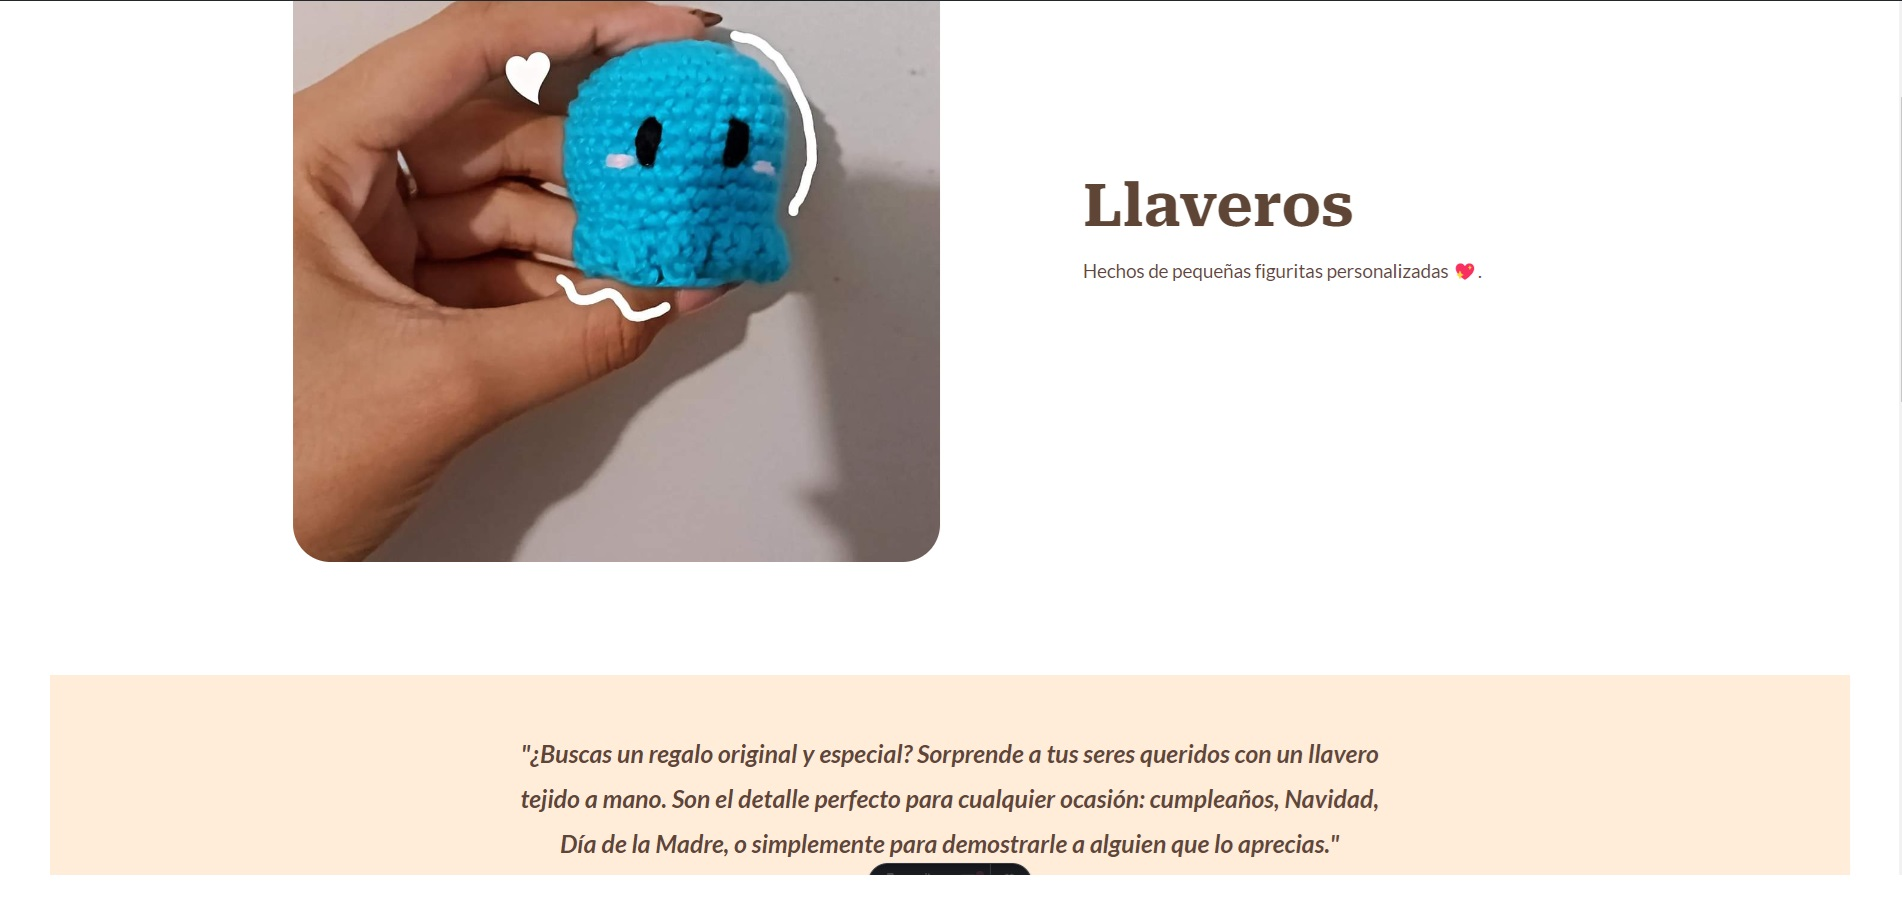 Llaveros
Hechos de pequeñas figuritas personalizadas 💖.
"¿Buscas un regalo original y especial? Sorprende a tus seres queridos con un llavero
tejido a mano. Son el detalle perfecto para cualquier ocasión: cumpleaños, Navidad,
Día de la Madre, o simplemente para demostrarle a alguien que lo aprecias."